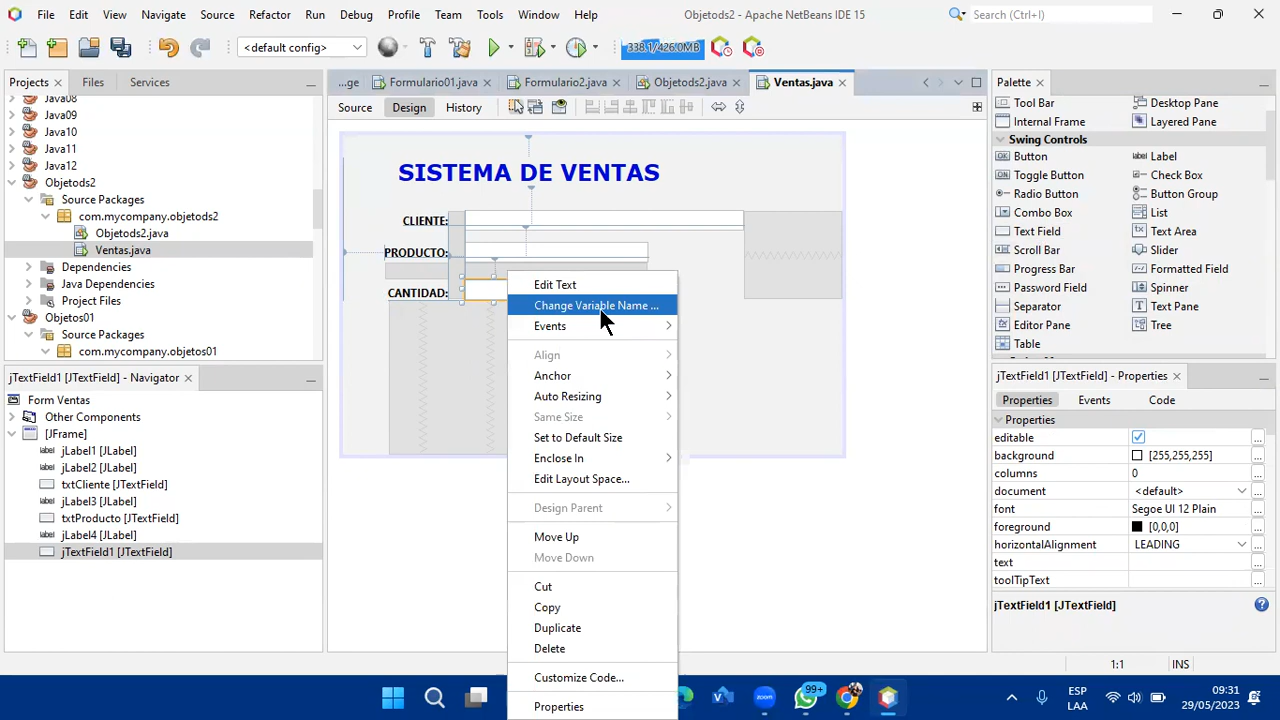 File Edit View Navigate Source Refactor Run Debug Profile Team Tools Window Help Objetods2 - Apache NetBeans IDE 15 Search (Ctrl+I)
<default config> 338.1/426.0MB
Projects Files Services
Java08
Java09
Java10
Java11
Java12
Objetods2
Source Packages
com.mycompany.objetods2
Objetods2.java
Ventas.java
Dependencies
Java Dependencies
Project Files
Objetos01
Source Packages
com.mycompany.objetos01
jTextField1 [JTextField] - Navigator
Form Ventas
Other Components
[JFrame]
label jLabel1 [JLabel]
label jLabel2 [JLabel]
txtCliente [JTextField]
label jLabel3 [JLabel]
txtProducto [JTextField]
label jLabel4 [JLabel]
jTextField1 [JTextField]
...ge Formulario01.java Formulario2.java Objetods2.java Ventas.java
Source Design History
SISTEMA DE VENTAS
CLIENTE:
PRODUCTO:
CANTIDAD:
Edit Text
Change Variable Name ...
Events
Align
Anchor
Auto Resizing
Same Size
Set to Default Size
Enclose In
Edit Layout Space...
Design Parent
Move Up
Move Down
Cut
Copy
Duplicate
Delete
Customize Code...
Properties
Palette
Tool Bar Desktop Pane
Internal Frame Layered Pane
Swing Controls
OK Button label Label
Toggle Button Check Box
Radio Button Button Group
Combo Box List
Text Field Text Area
Scroll Bar Slider
Progress Bar Formatted Field
Password Field Spinner
Separator Text Pane
Editor Pane Tree
Table
jTextField1 [JTextField] - Properties
Properties Events Code
Properties
editable ...
background [255,255,255] ...
columns 0 ...
document <default> ...
font Segoe UI 12 Plain ...
foreground [0,0,0] ...
horizontalAlignment LEADING ...
text ...
toolTipText ...
jTextField1 [JTextField]
1:1 INS
99+ zoom ESP LAA 09:31 29/05/2023